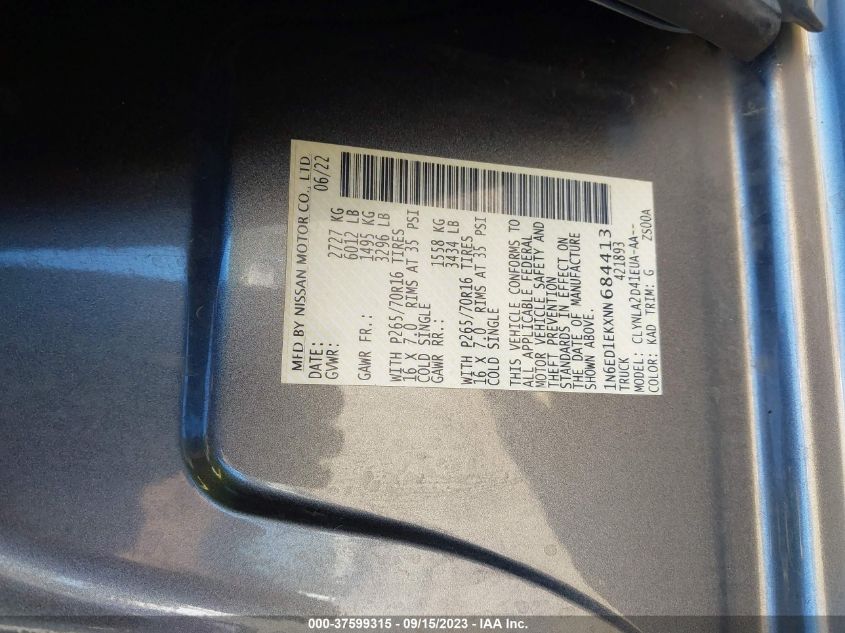 MFD BY NISSAN MOTOR CO., LTD
DATE: 06/22
GVWR: 2727 KG
6012 LB
GAWR FR.: 1495 KG
3296 LB
WITH P265/70R16 TIRES
16 X 7.0 RIMS AT 35 PSI
COLD SINGLE
GAWR RR.: 1558 KG
3434 LB
WITH P265/70R16 TIRES
16 X 7.0 RIMS AT 35 PSI
COLD SINGLE
THIS VEHICLE CONFORMS TO
ALL APPLICABLE FEDERAL
MOTOR VEHICLE SAFETY AND
THEFT PREVENTION
STANDARDS IN EFFECT ON
THE DATE OF MANUFACTURE
SHOWN ABOVE.
1N6ED1EKXNN684413
TRUCK 421893
MODEL: CLYNLA2D41EUA-AA--
COLOR: KAD TRIM: G ZS00A
000-37599315 - 09/15/2023 - IAA Inc.